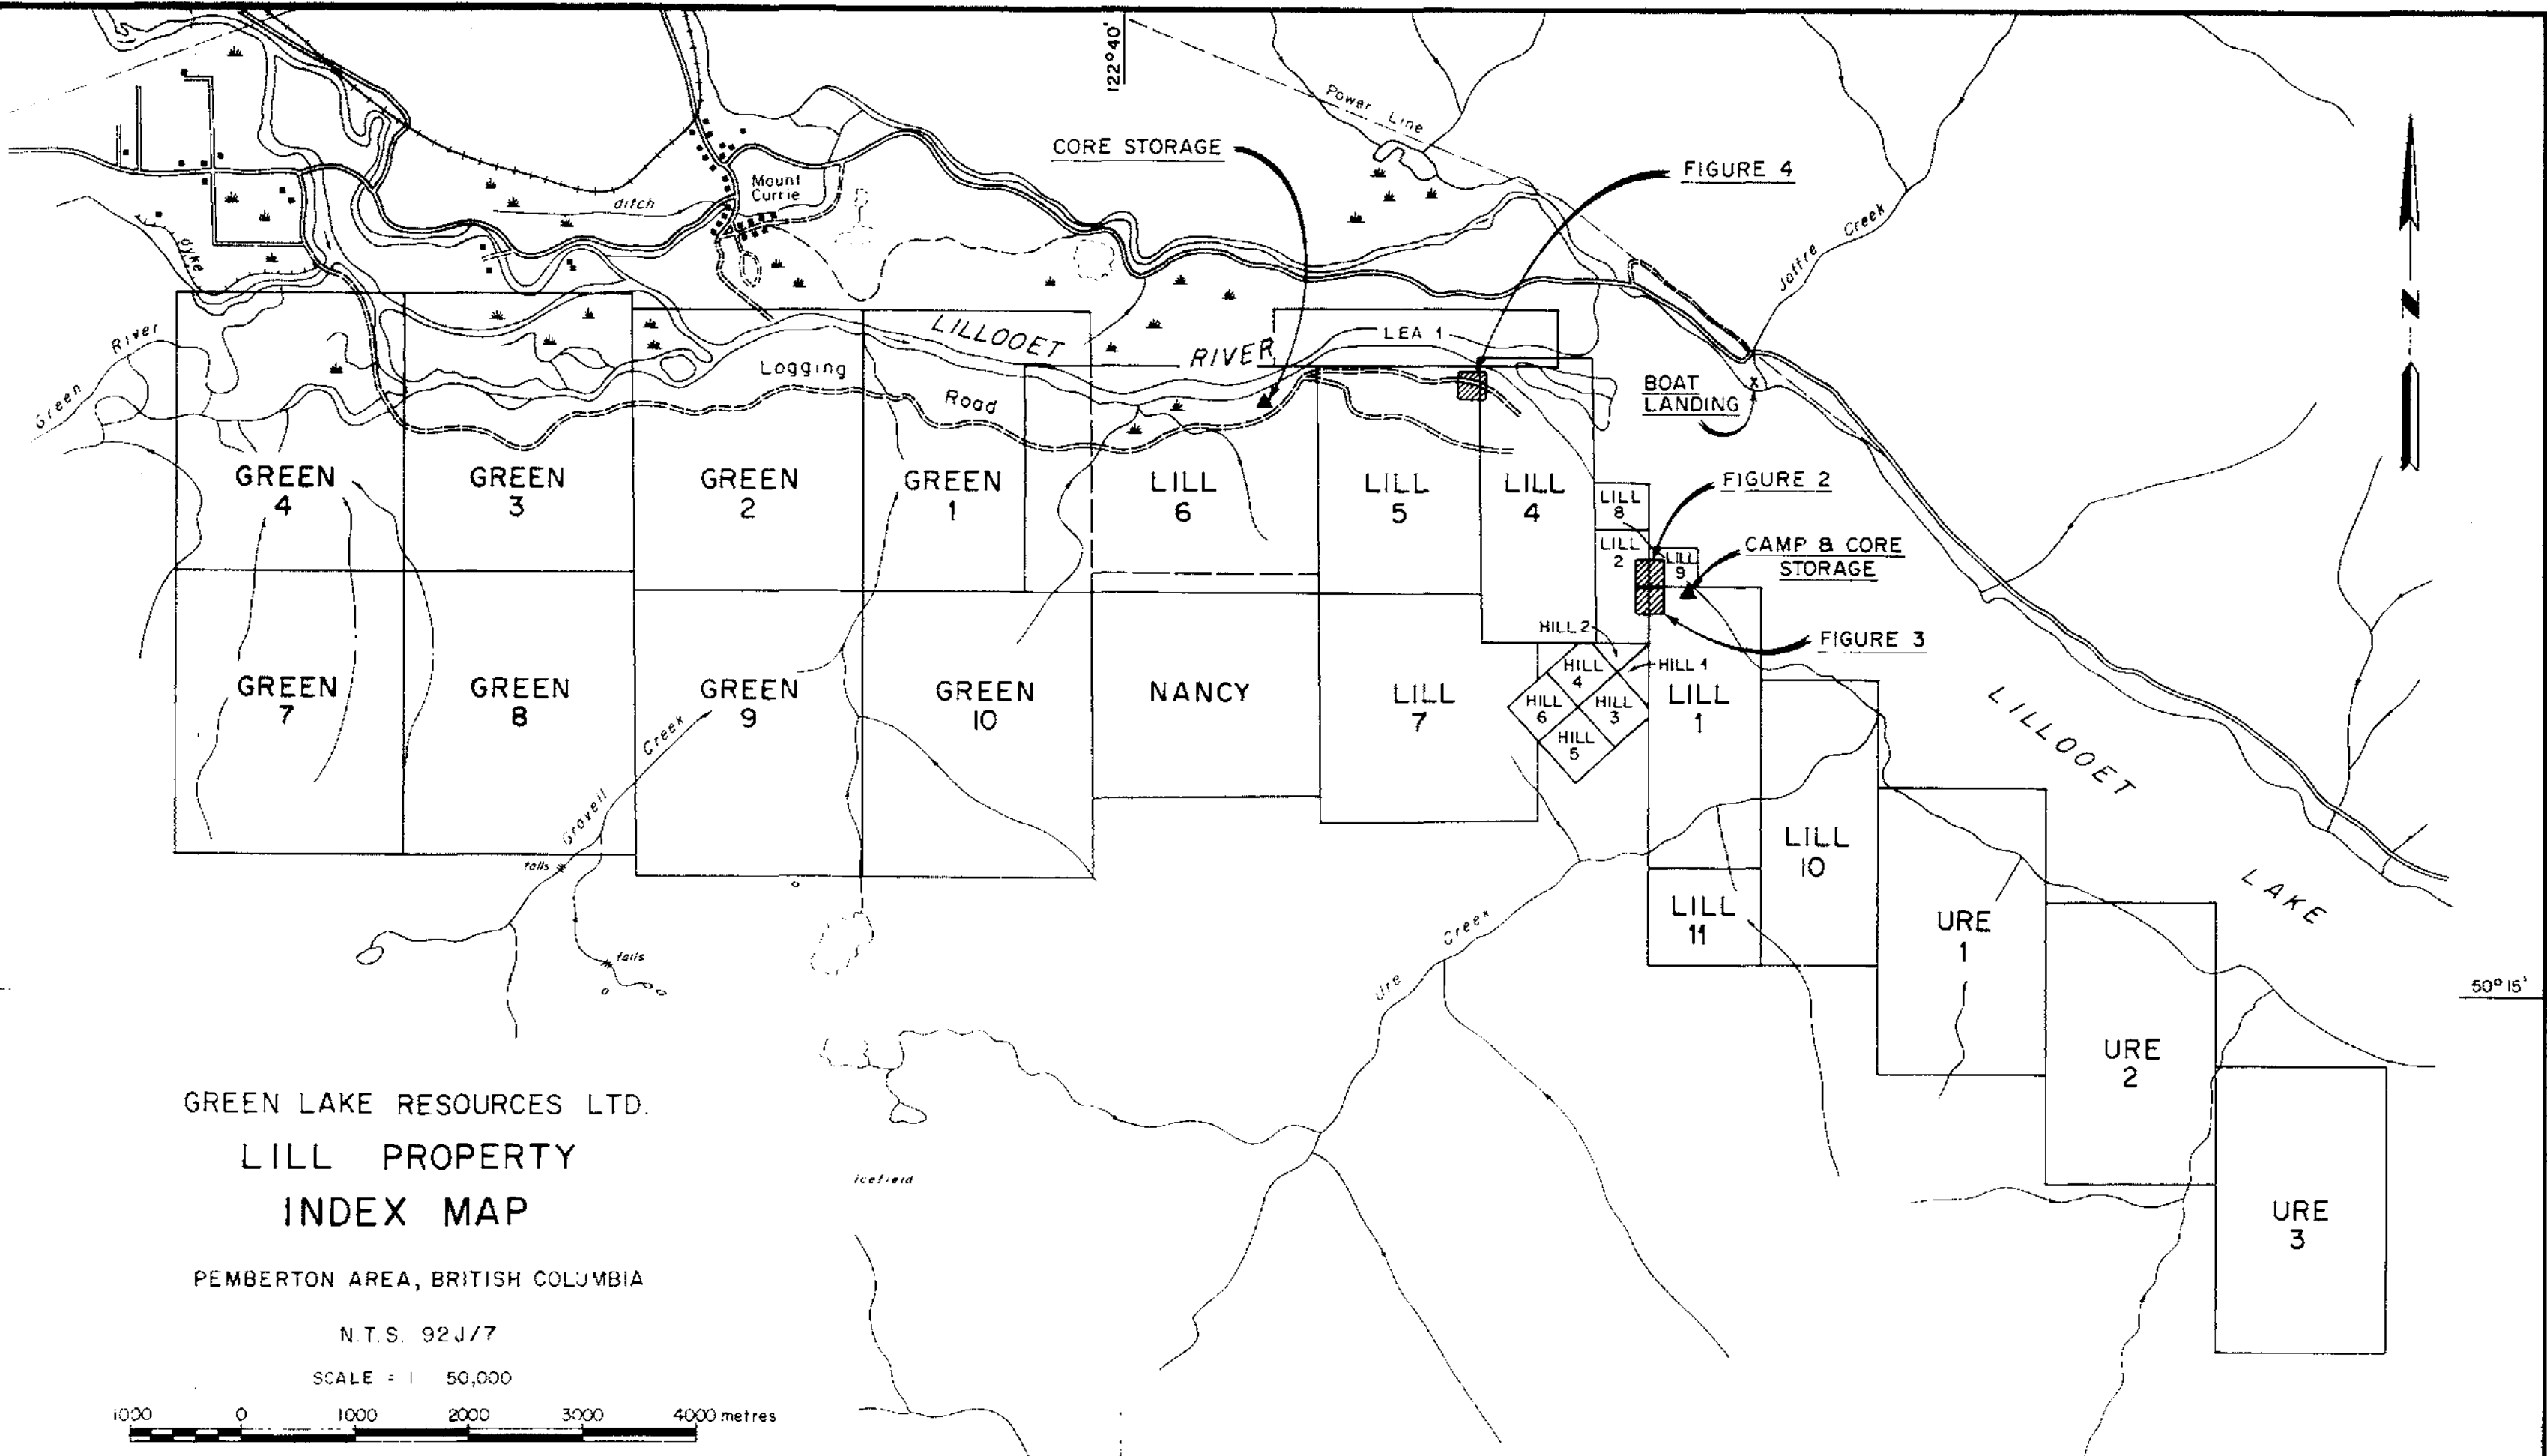 122°40'
Power Line
CORE STORAGE
FIGURE 4
Mount
Currie
ditch
dyke
Joffre Creek
N
Green River
LILLOOET RIVER
LEA 1
Logging Road
BOAT
LANDING
GREEN
4
GREEN
3
GREEN
2
GREEN
1
LILL
6
LILL
5
LILL
4
LILL
8
FIGURE 2
LILL
2
LILL
9
CAMP & CORE
STORAGE
HILL 2
FIGURE 3
HILL 1
HILL
4
HILL
6
HILL
3
HILL
5
GREEN
7
GREEN
8
GREEN
9
GREEN
10
NANCY
LILL
7
LILL
1
LILLOOET LAKE
Gravell Creek
falls
falls
LILL
10
LILL
11
URE
1
Ure Creek
50° 15'
URE
2
URE
3
icefield
GREEN LAKE RESOURCES LTD.
LILL PROPERTY
INDEX MAP
PEMBERTON AREA, BRITISH COLUMBIA
N.T.S. 92J/7
SCALE = 1 50,000
1000 0 1000 2000 3000 4000 metres